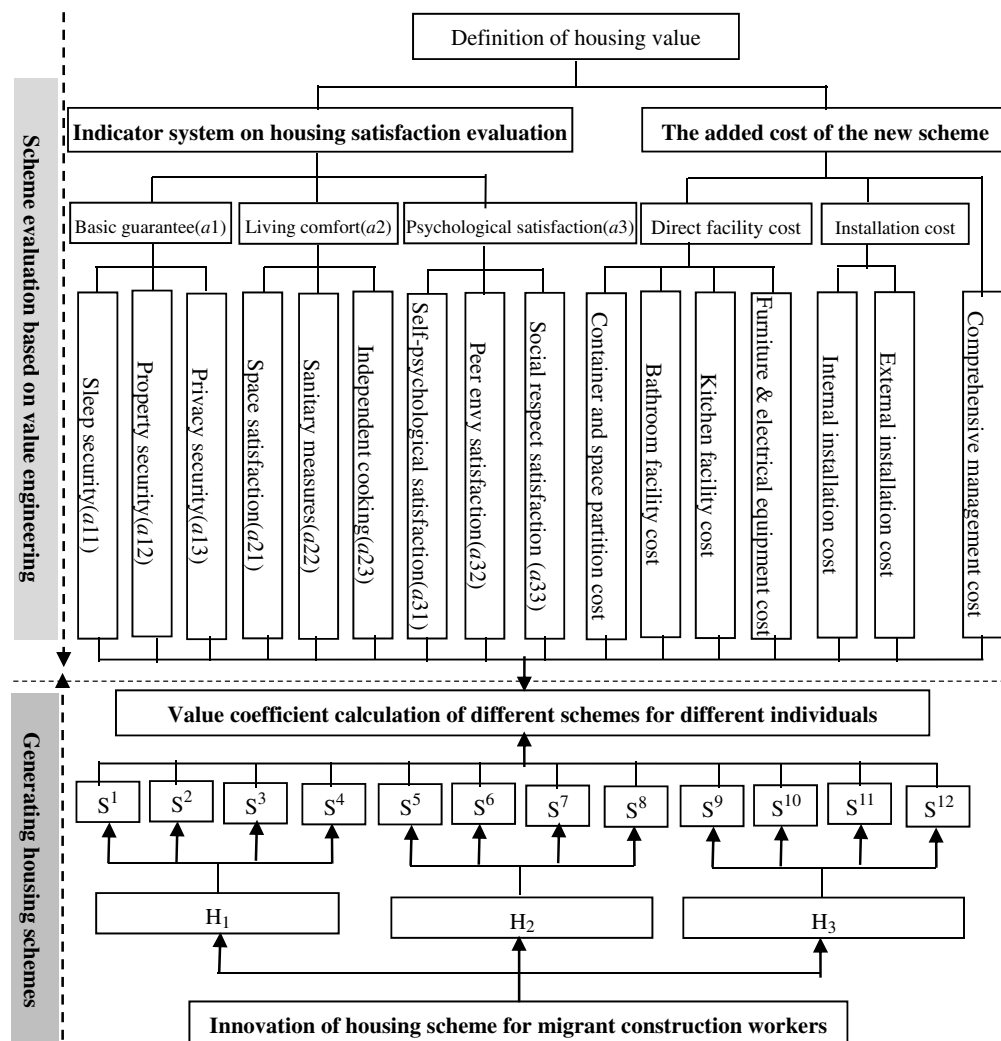 Definition of housing value
Scheme evaluation based on value engineering
Indicator system on housing satisfaction evaluation
The added cost of the new scheme
Basic guarantee(a1)
Living comfort(a2)
Psychological satisfaction(a3)
Direct facility cost
Installation cost
Sleep security(a11)
Property security(a12)
Privacy security(a13)
Space satisfaction(a21)
Sanitary measures(a22)
Independent cooking(a23)
Self-psychological satisfaction(a31)
Peer envy satisfaction(a32)
Social respect satisfaction (a33)
Container and space partition cost
Bathroom facility cost
Kitchen facility cost
Furniture & electrical equipment cost
Internal installation cost
External installation cost
Comprehensive management cost
Generating housing schemes
Value coefficient calculation of different schemes for different individuals
S¹
S²
S³
S⁴
S⁵
S⁶
S⁷
S⁸
S⁹
S¹⁰
S¹¹
S¹²
H₁
H₂
H₃
Innovation of housing scheme for migrant construction workers